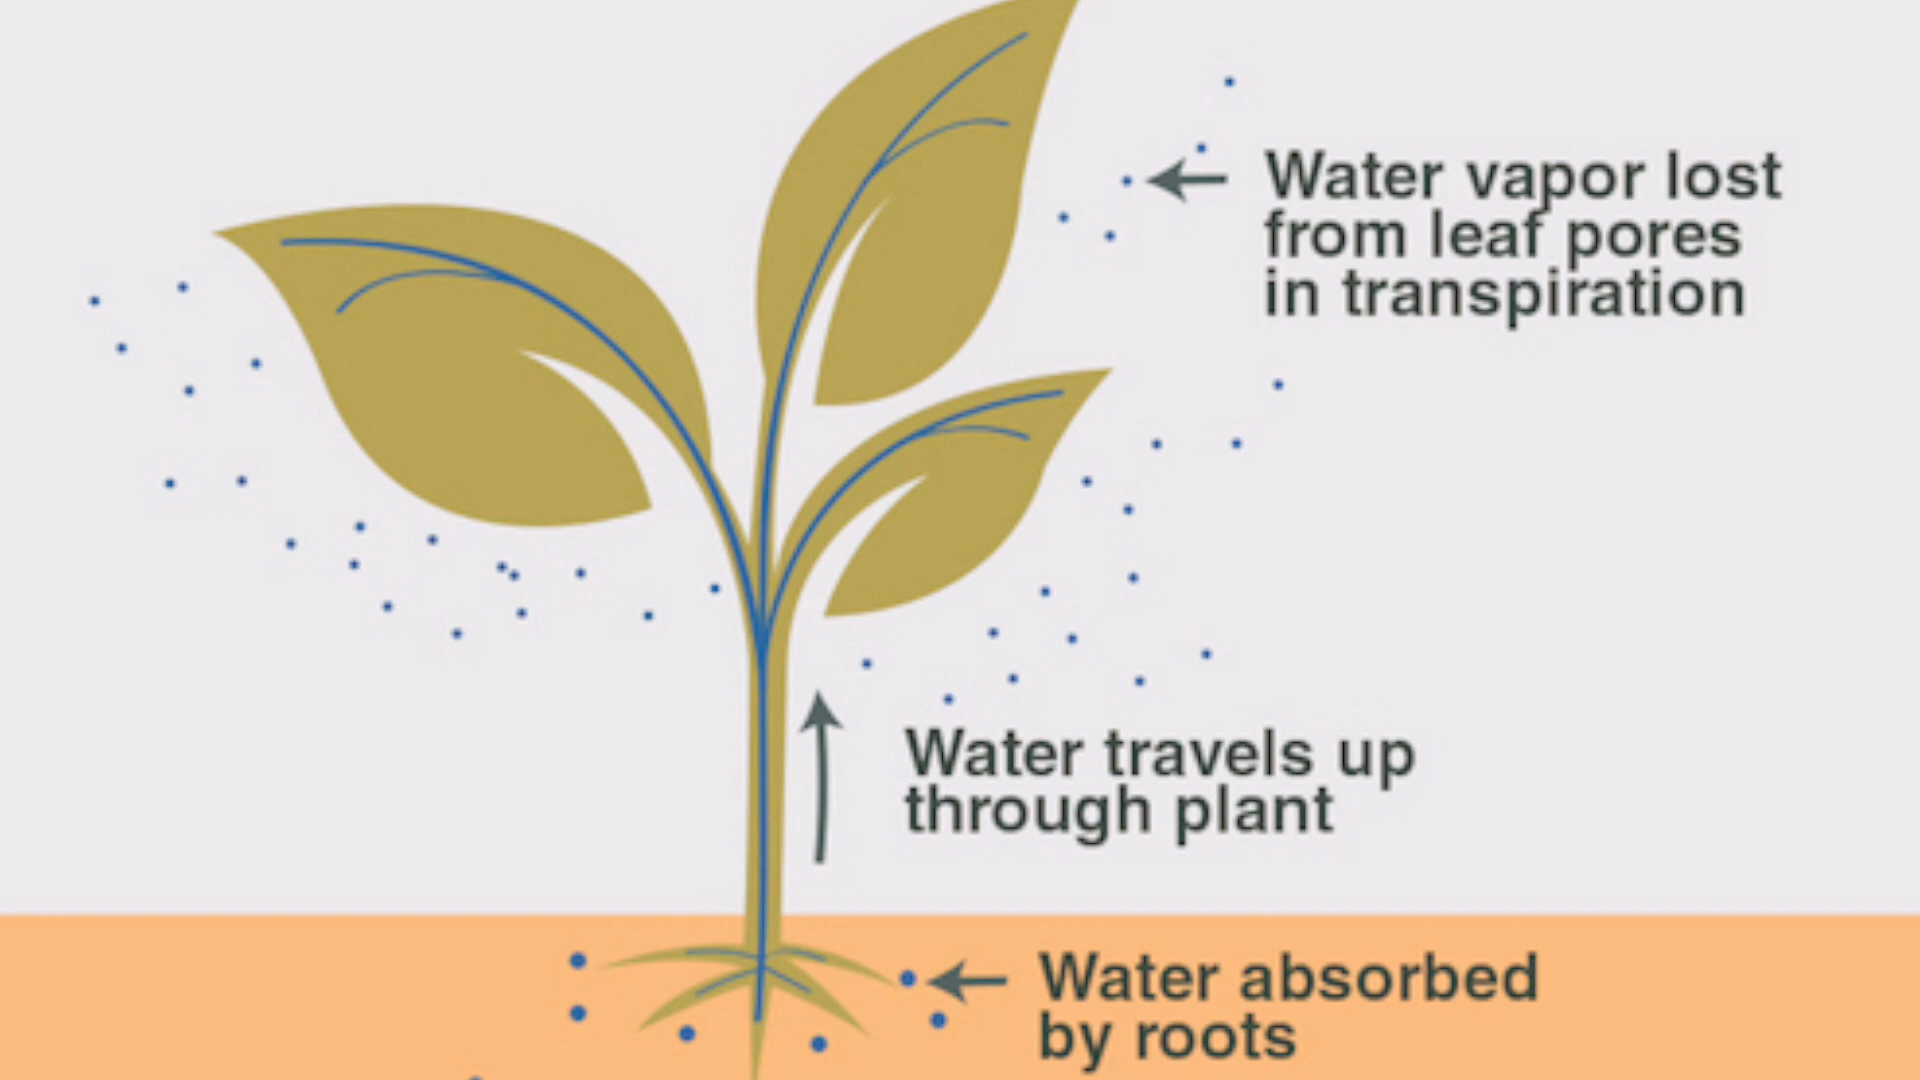 Water vapor lost
from leaf pores
in transpiration
Water travels up
through plant
Water absorbed
by roots